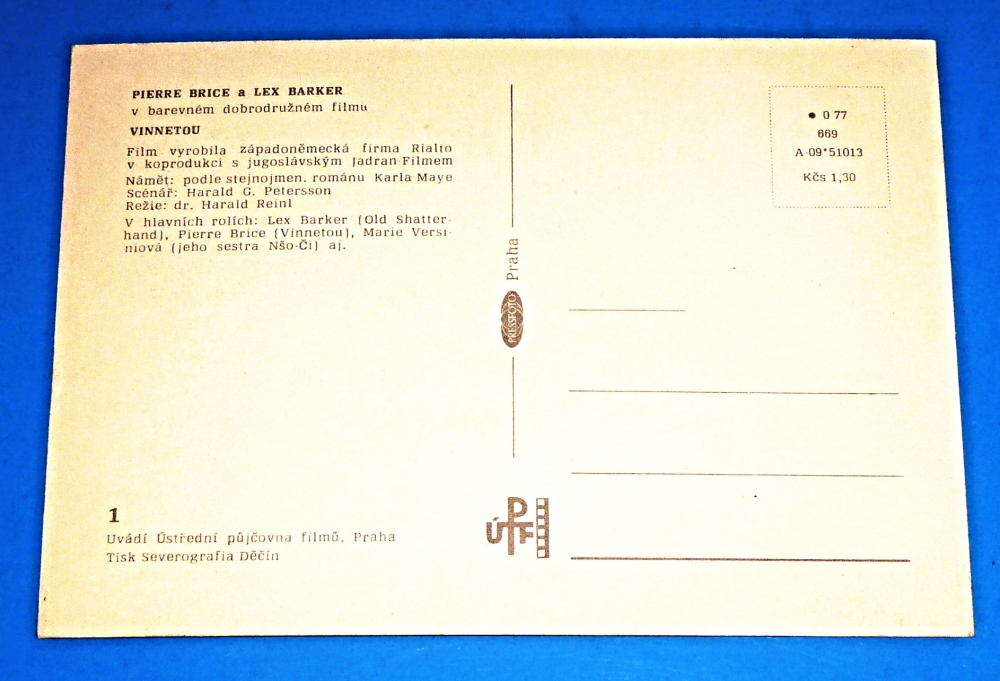 PIERRE BRICE a LEX BARKER
v barevném dobrodružném filmu
VINNETOU
Film vyrobila západoněmecká firma Rialto
v koprodukci s jugoslávským Jadran-Filmem
Námět: podle stejnojmen. románu Karla Maye
Scénář: Harald G. Petersson
Režie: dr. Harald Reinl
V hlavních rolích: Lex Barker (Old Shatter-
hand), Pierre Brice (Vinnetou), Marie Versi-
niová (jeho sestra Nšo-Či) aj.
1
Uvádí Ústřední půjčovna filmů, Praha
Tisk Severografia Děčín
PRESSFOTO Praha
ÚPF
● 0 77
669
A 09*51013
Kčs 1,30